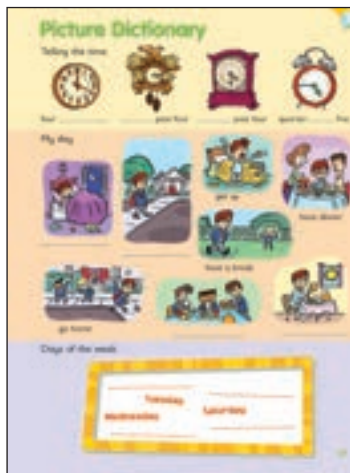 Picture Dictionary
Telling the time
four
past four
past four
quarter
My day
get up
have dinner
have a break
go home
Days of the week
Tuesday
Wednesday
Saturday